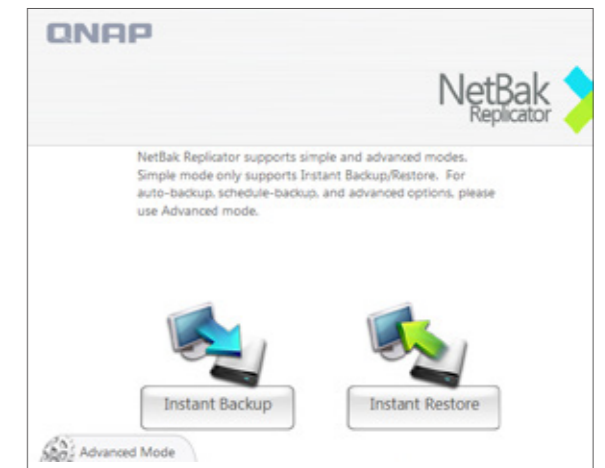 QNAP
NetBak
Replicator
NetBak Replicator supports simple and advanced modes.
Simple mode only supports Instant Backup/Restore. For
auto-backup, schedule-backup, and advanced options, please
use Advanced mode.
Instant Backup
Instant Restore
Advanced Mode